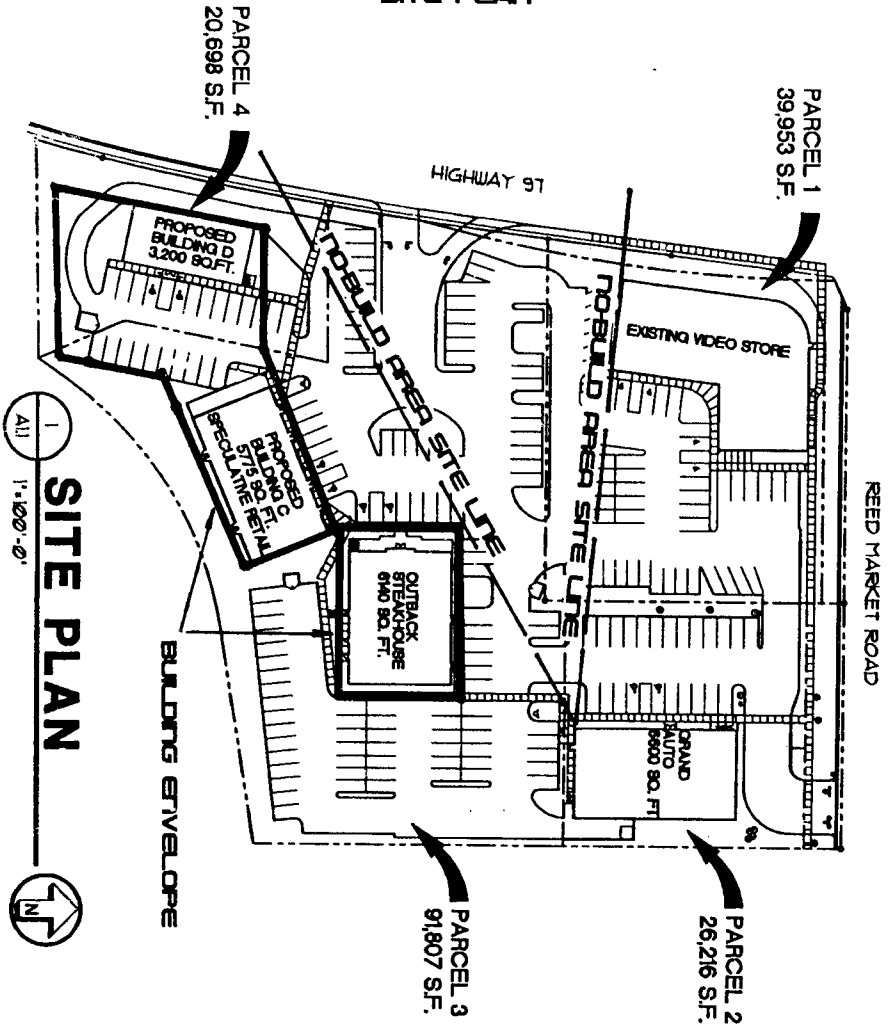 PARCEL 4
20,698 S.F.
PARCEL 1
39,953 S.F.
HIGHWAY 97
REED MARKET ROAD
PROPOSED
BUILDING D
3,200 SQ.FT.
NO-BUILD AREA SITE LINE
NO-BUILD AREA SITE LINE
EXISTING VIDEO STORE
PROPOSED
BUILDING C
5775 SQ. FT.
SPECULATIVE RETAIL
OUTBACK
STEAKHOUSE
6140 SQ. FT.
GRAND
AUTO
6600 SQ. FT.
BUILDING ENVELOPE
PARCEL 3
91,807 S.F.
PARCEL 2
26,216 S.F.
1
A1.1
SITE PLAN
1"=100'-0"
N